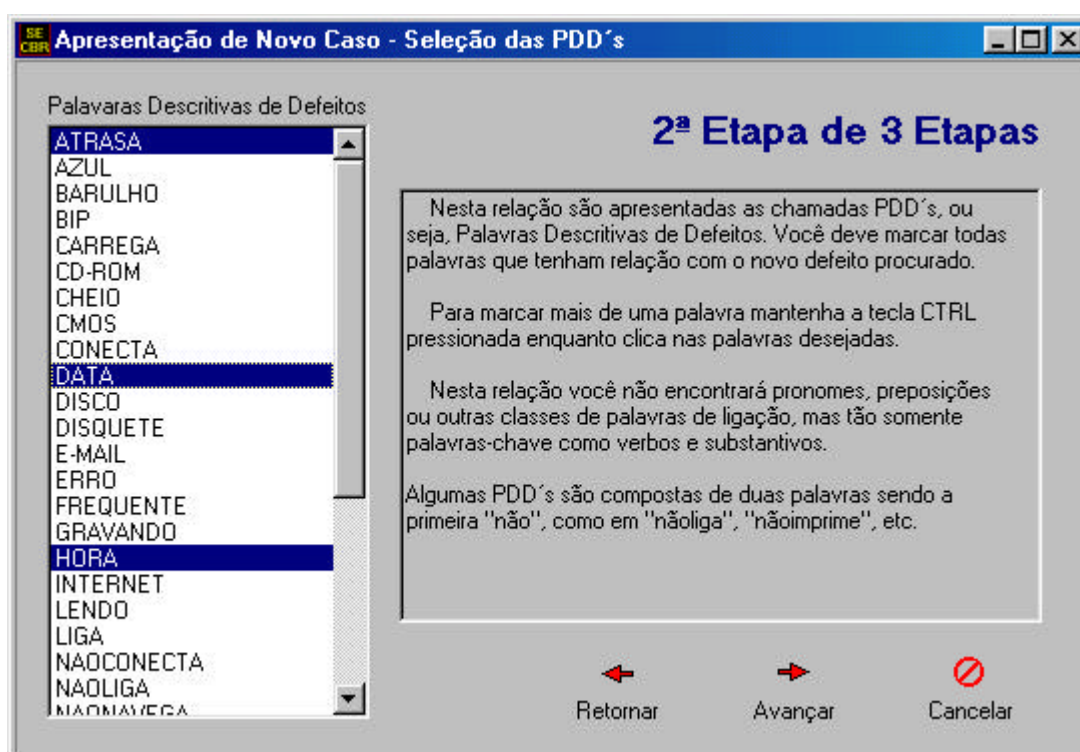 SE
CBR
Apresentação de Novo Caso - Seleção das PDD´s
Palavaras Descritivas de Defeitos
ATRASA
AZUL
BARULHO
BIP
CARREGA
CD-ROM
CHEIO
CMOS
CONECTA
DATA
DISCO
DISQUETE
E-MAIL
ERRO
FREQUENTE
GRAVANDO
HORA
INTERNET
LENDO
LIGA
NAOCONECTA
NAOLIGA
NAONAVEGA
2ª Etapa de 3 Etapas
Nesta relação são apresentadas as chamadas PDD´s, ou
seja, Palavras Descritivas de Defeitos. Você deve marcar todas
palavras que tenham relação com o novo defeito procurado.
Para marcar mais de uma palavra mantenha a tecla CTRL
pressionada enquanto clica nas palavras desejadas.
Nesta relação você não encontrará pronomes, preposições
ou outras classes de palavras de ligação, mas tão somente
palavras-chave como verbos e substantivos.
Algumas PDD´s são compostas de duas palavras sendo a
primeira "não", como em "nãoliga", "nãoimprime", etc.
Retornar
Avançar
Cancelar